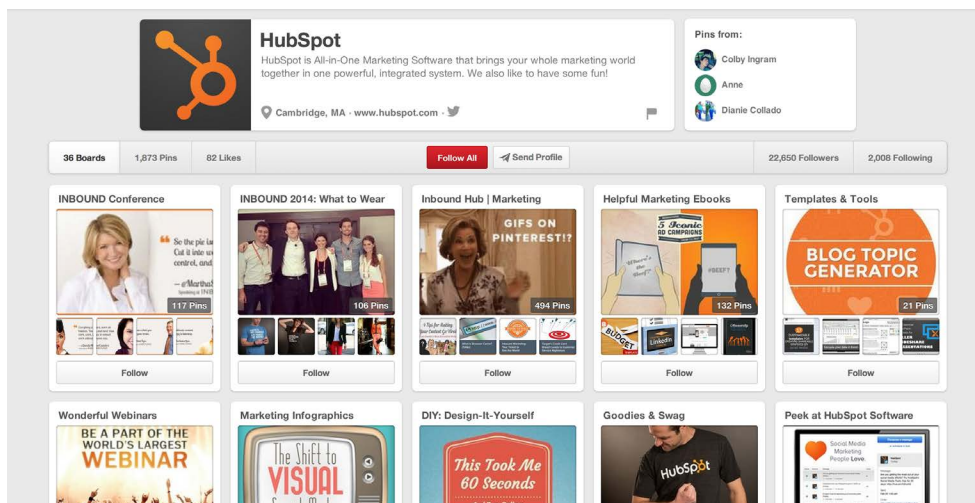 HubSpot
HubSpot is All-in-One Marketing Software that brings your whole marketing world
together in one powerful, integrated system. We also like to have some fun!
Cambridge, MA · www.hubspot.com ·
Pins from:
Colby Ingram
Anne
Dianie Collado
36 Boards
1,873 Pins
82 Likes
Follow All
Send Profile
22,650 Followers
2,008 Following
INBOUND Conference
So the pie
Cut it into
control, and
117 Pins
Follow
INBOUND 2014: What to Wear
106 Pins
Follow
Inbound Hub | Marketing
GIFS ON
PINTEREST!?
494 Pins
Follow
Helpful Marketing Ebooks
5 Iconic
AD CAMPAIGNS
Where's
the
Beef?
#BEEF?
132 Pins
BUDGET
LinkedIn
Follow
Templates & Tools
BLOG TOPIC
GENERATOR
21 Pins
Follow
Wonderful Webinars
BE A PART OF THE
WORLD'S LARGEST
WEBINAR
Marketing Infographics
The Shift to
VISUAL
DIY: Design-It-Yourself
This Took Me
60 Seconds
Goodies & Swag
HubSpot
Peek at HubSpot Software
Social Media
Marketing
People Love.